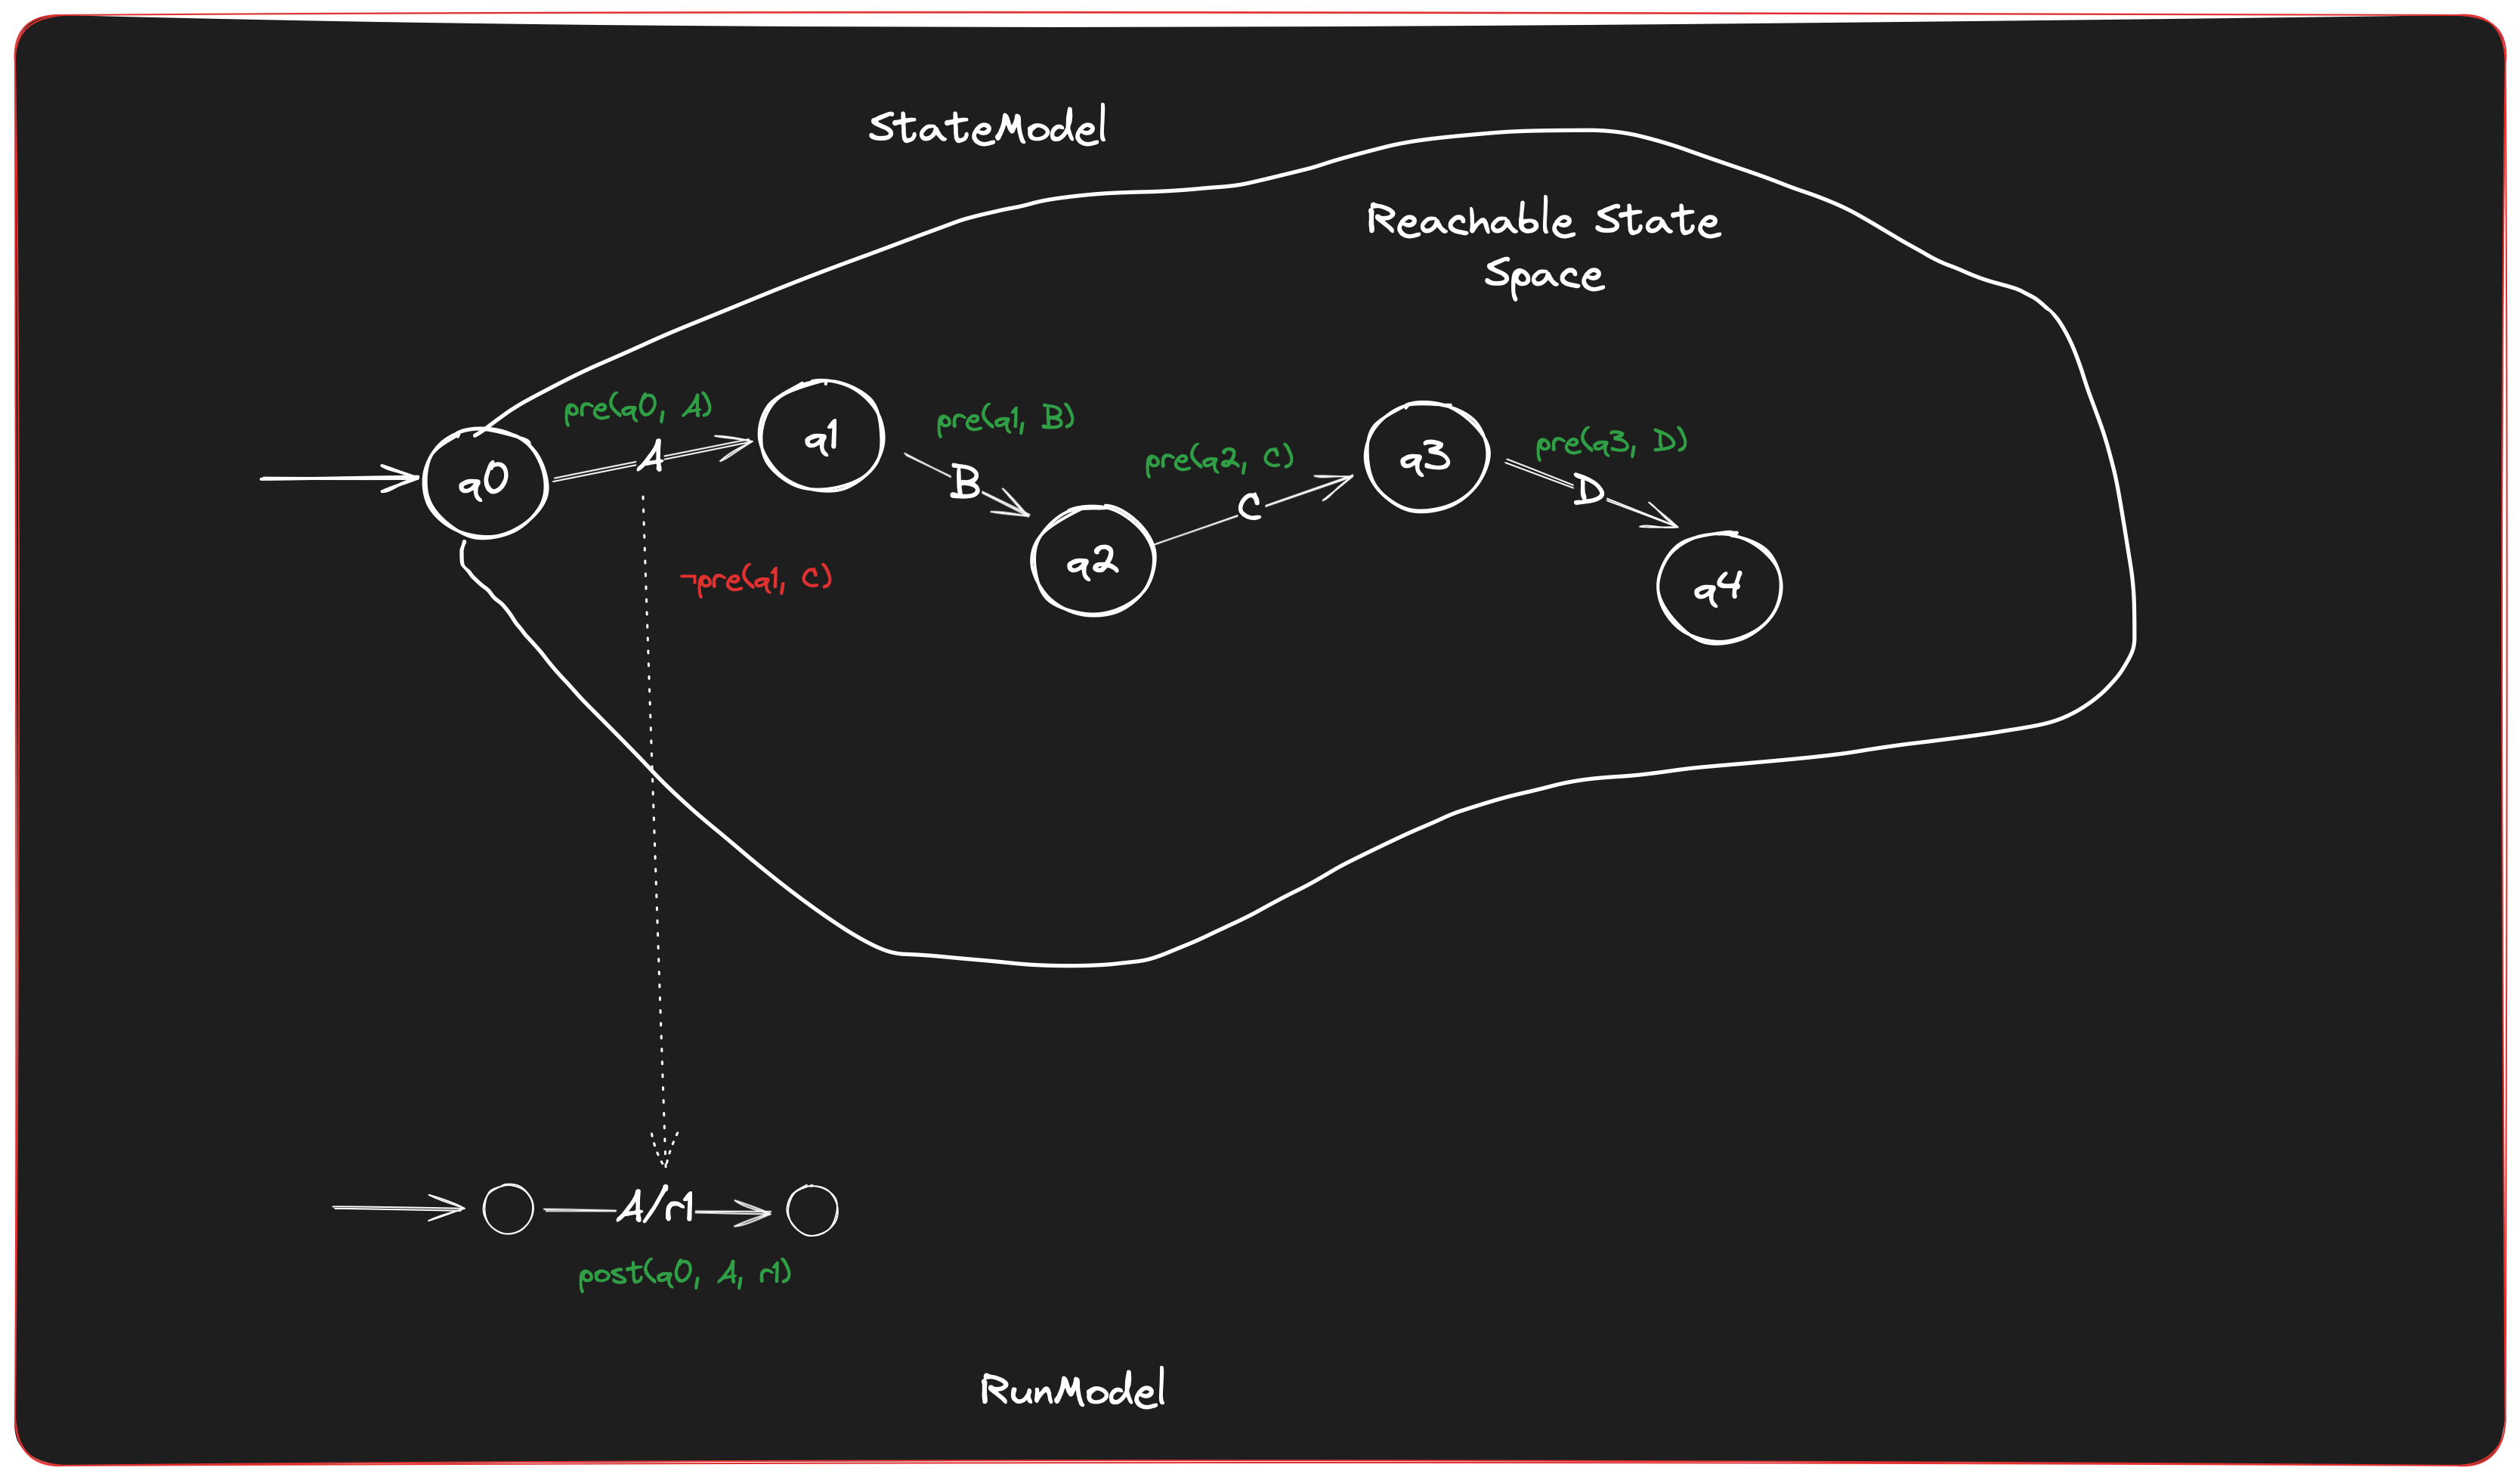 StateModel
Reachable State
Space
pre(q0, A)
A
q0
q1
pre(q1, B)
B
pre(q2, C)
C
q2
q3
pre(q3, D)
D
q4
¬pre(q1, C)
A/r1
post(q0, A, r1)
RunModel